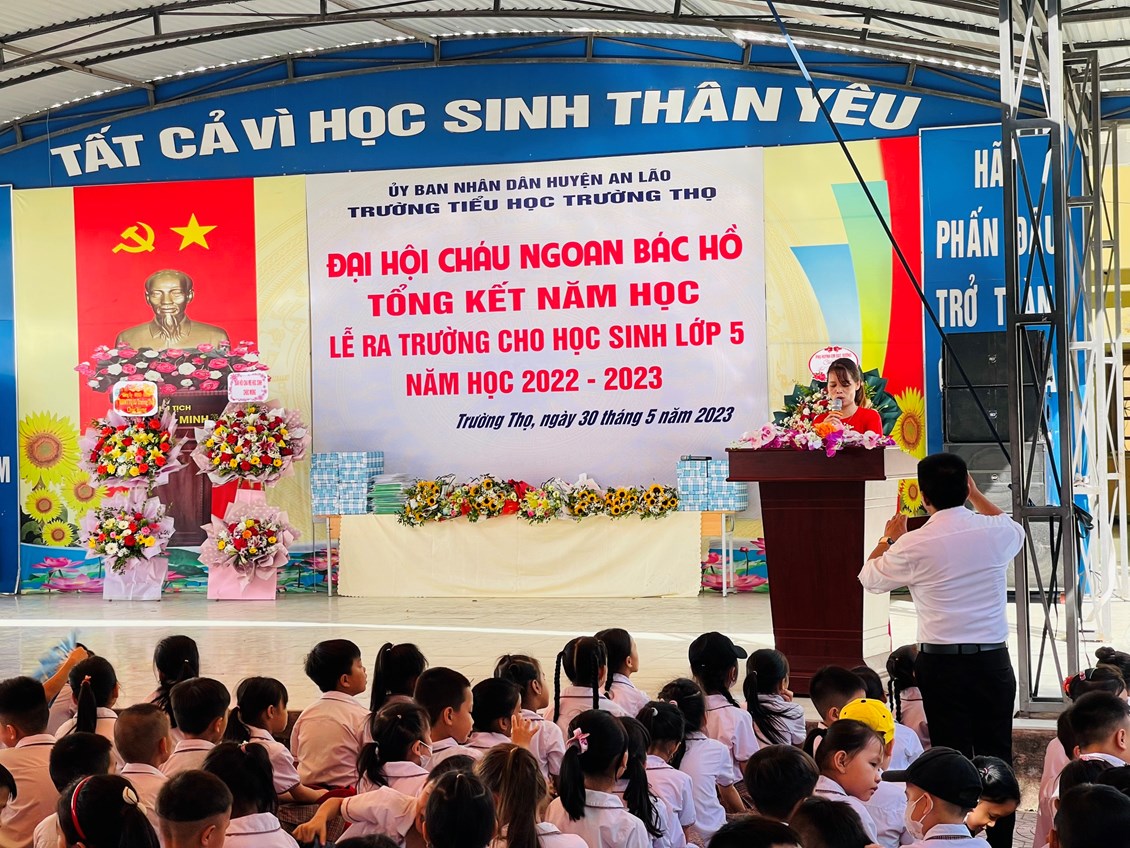 TẤT CẢ VÌ HỌC SINH THÂN YÊU
ỦY BAN NHÂN DÂN HUYỆN AN LÃO
TRƯỜNG TIỂU HỌC TRƯỜNG THỌ
ĐẠI HỘI CHÁU NGOAN BÁC HỒ
TỔNG KẾT NĂM HỌC
LỄ RA TRƯỜNG CHO HỌC SINH LỚP 5
NĂM HỌC 2022 - 2023
Trường Thọ, ngày 30 tháng 5 năm 2023
PHẤN
TRỞ
TỊCH
MINH